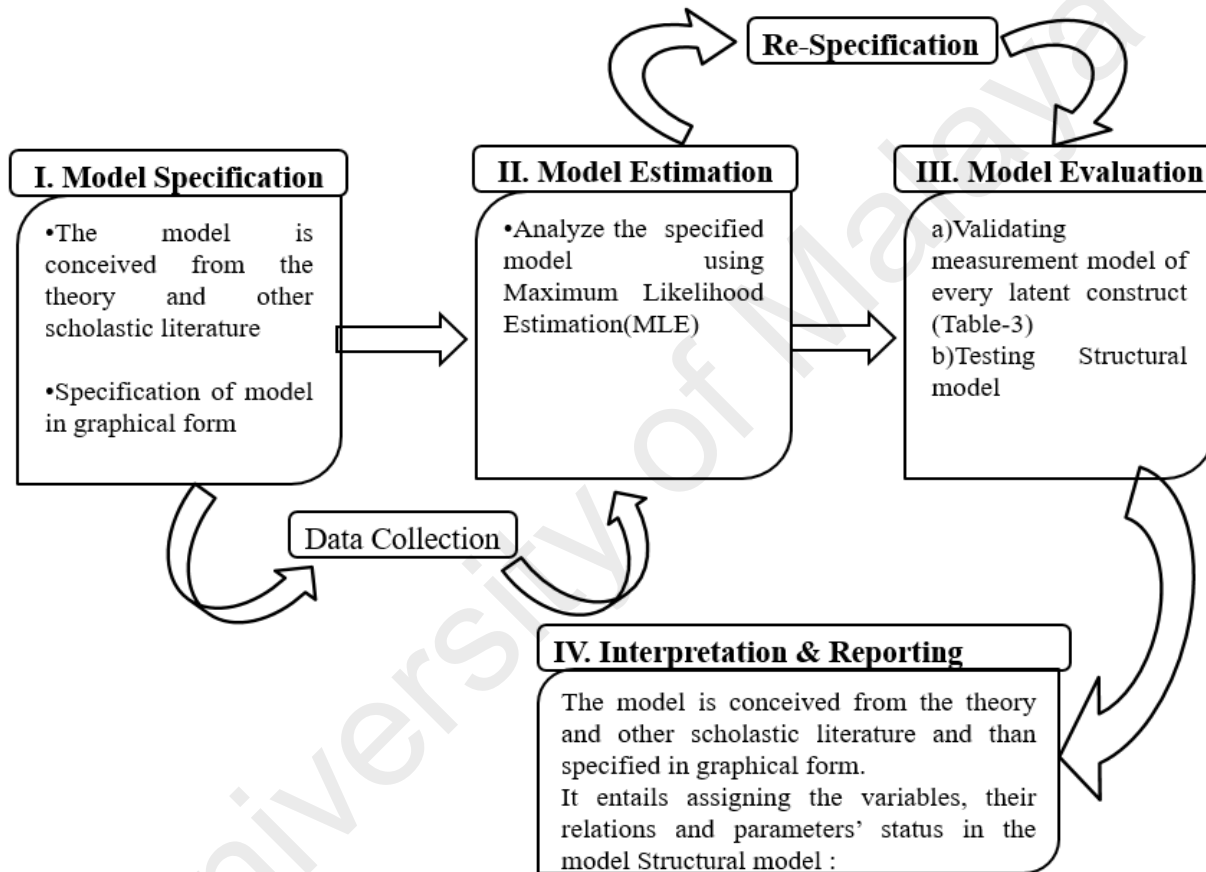 Re-Specification
I. Model Specification
•The model is
conceived from the
theory and other
scholastic literature
•Specification of model
in graphical form
II. Model Estimation
•Analyze the specified
model using
Maximum Likelihood
Estimation(MLE)
III. Model Evaluation
a)Validating
measurement model of
every latent construct
(Table-3)
b)Testing Structural
model
Data Collection
IV. Interpretation & Reporting
The model is conceived from the theory
and other scholastic literature and than
specified in graphical form.
It entails assigning the variables, their
relations and parameters’ status in the
model Structural model :
University of Malaya